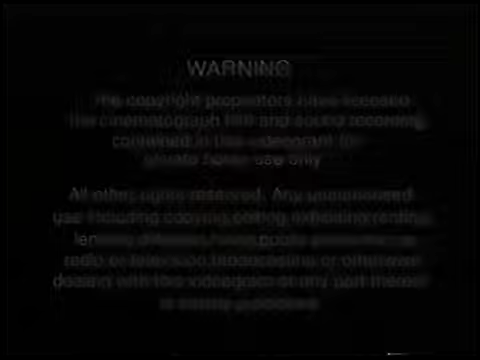 WARNING
The copyright proprietors have licensed
the cinematograph film and sound recording
contained in this videogram for
private home use only
All other rights reserved. Any unauthorised
use including copying editing exhibiting renting
public
radio or television broadcasting or otherwise
dealing with this videogram or any part thereof
is strictly prohibited